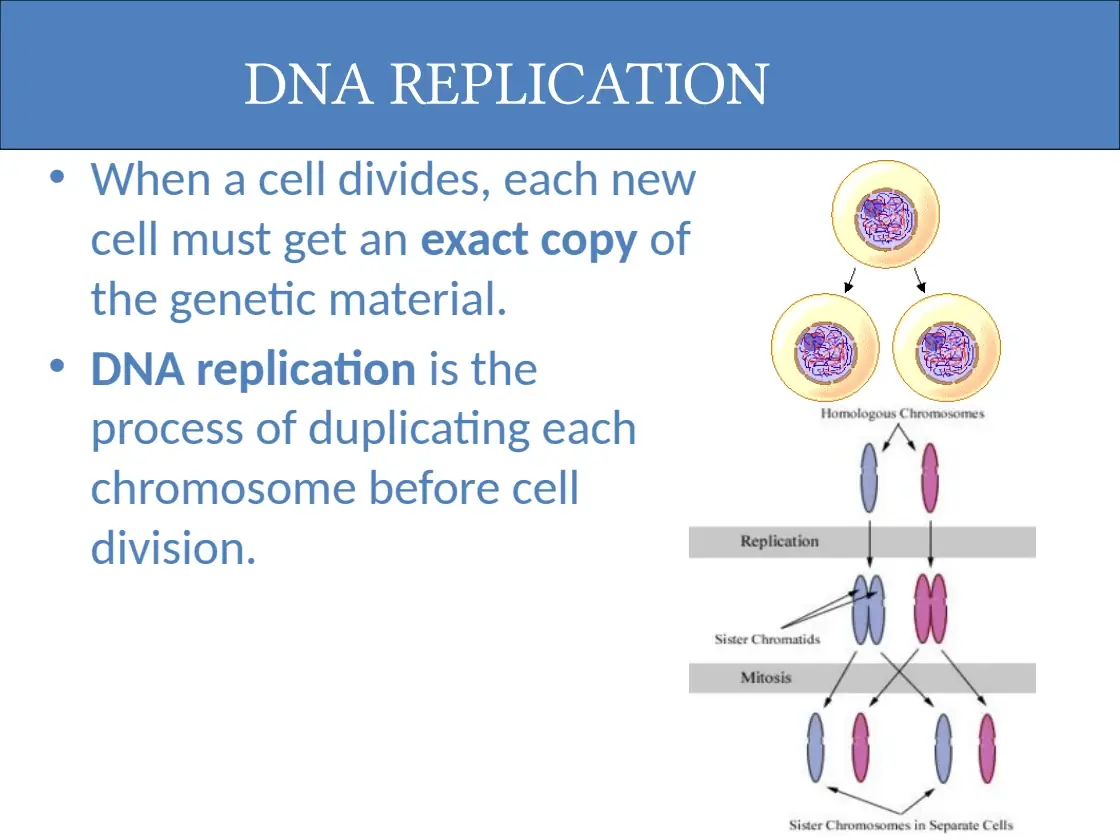 DNA REPLICATION
• When a cell divides, each new
cell must get an exact copy of
the genetic material.
• DNA replication is the
process of duplicating each
chromosome before cell
division.
Homologous Chromosomes
Replication
Sister Chromatids
Mitosis
Sister Chromosomes in Separate Cells